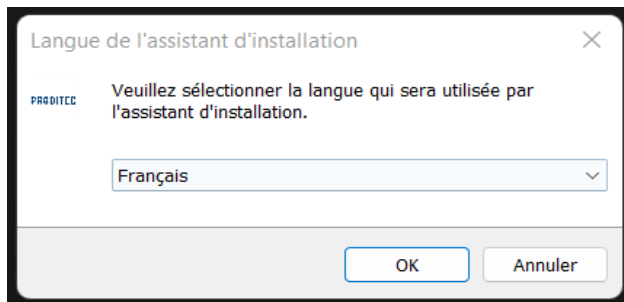 Langue de l'assistant d'installation
PRODITEC
Veuillez sélectionner la langue qui sera utilisée par
l'assistant d'installation.
Français
OK
Annuler